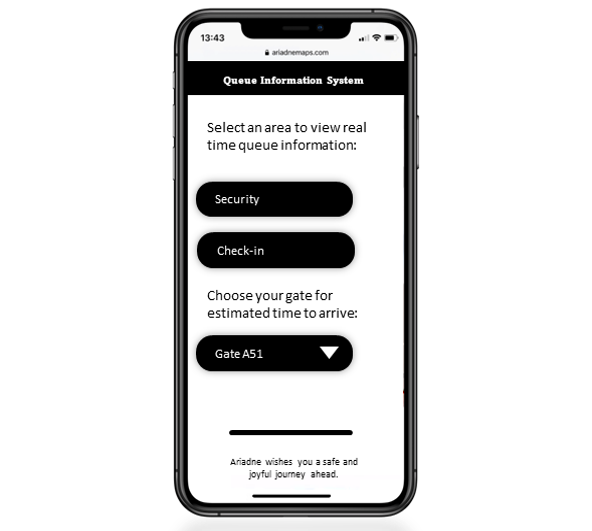 13:43
ariadnemaps.com
Queue Information System
Select an area to view real
time queue information:
Security
Check-in
Choose your gate for
estimated time to arrive:
Gate A51
Ariadne wishes you a safe and
joyful journey ahead.